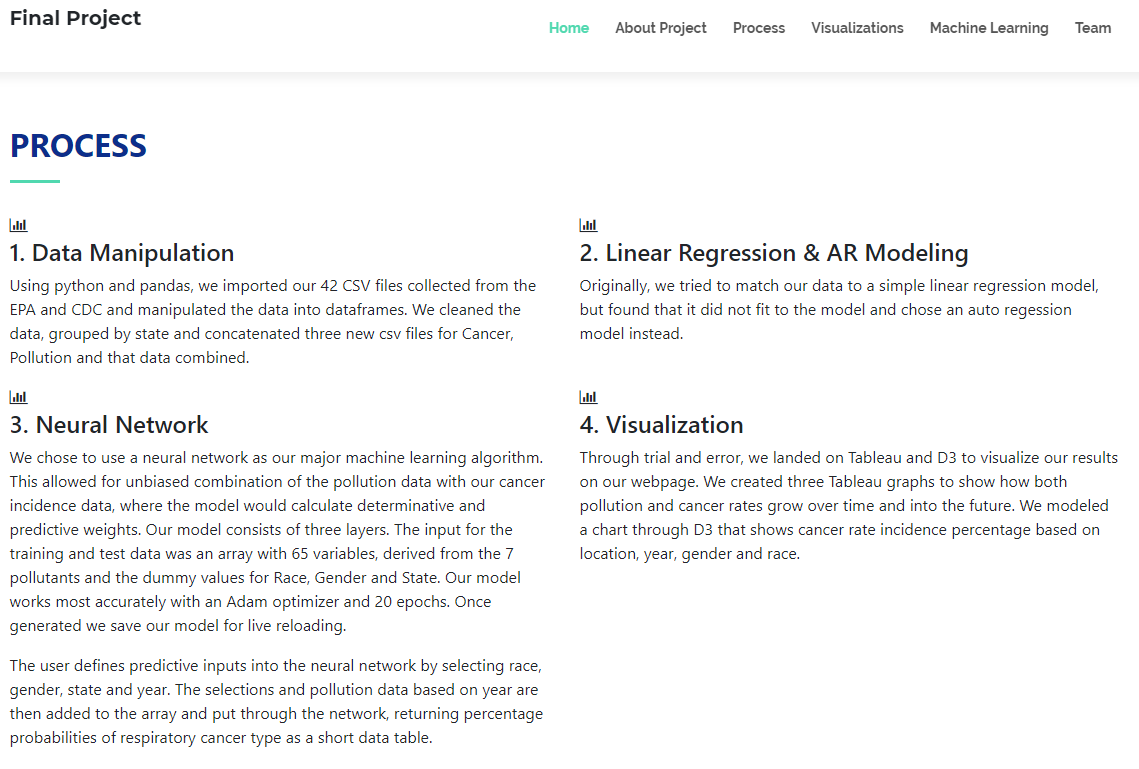 Final Project
Home About Project Process Visualizations Machine Learning Team
PROCESS
1. Data Manipulation
Using python and pandas, we imported our 42 CSV files collected from the
EPA and CDC and manipulated the data into dataframes. We cleaned the
data, grouped by state and concatenated three new csv files for Cancer,
Pollution and that data combined.
2. Linear Regression & AR Modeling
Originally, we tried to match our data to a simple linear regression model,
but found that it did not fit to the model and chose an auto regession
model instead.
3. Neural Network
We chose to use a neural network as our major machine learning algorithm.
This allowed for unbiased combination of the pollution data with our cancer
incidence data, where the model would calculate determinative and
predictive weights. Our model consists of three layers. The input for the
training and test data was an array with 65 variables, derived from the 7
pollutants and the dummy values for Race, Gender and State. Our model
works most accurately with an Adam optimizer and 20 epochs. Once
generated we save our model for live reloading.
The user defines predictive inputs into the neural network by selecting race,
gender, state and year. The selections and pollution data based on year are
then added to the array and put through the network, returning percentage
probabilities of respiratory cancer type as a short data table.
4. Visualization
Through trial and error, we landed on Tableau and D3 to visualize our results
on our webpage. We created three Tableau graphs to show how both
pollution and cancer rates grow over time and into the future. We modeled
a chart through D3 that shows cancer rate incidence percentage based on
location, year, gender and race.